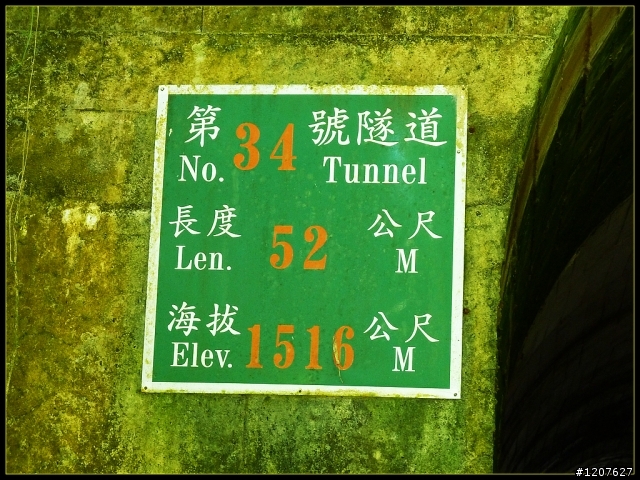 第 34 號隧道
No. Tunnel
長度 52 公尺
Len. M
海拔 1516 公尺
Elev. M
#1207627